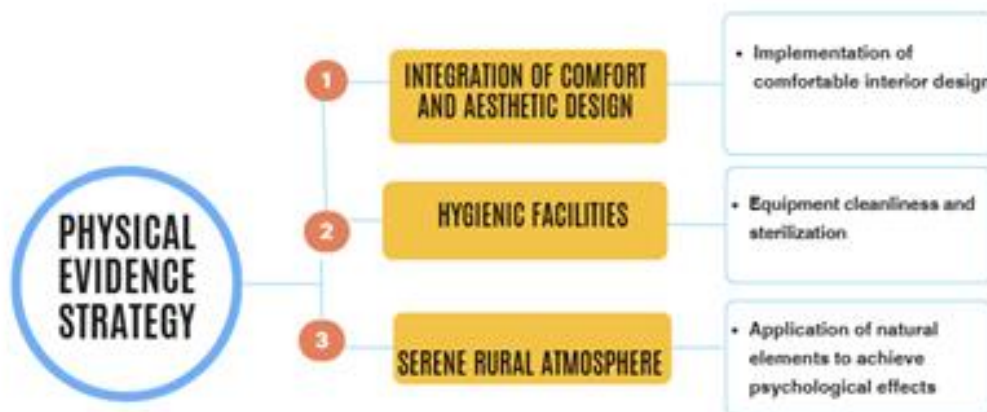 PHYSICAL
EVIDENCE
STRATEGY
1
INTEGRATION OF COMFORT
AND AESTHETIC DESIGN
• Implementation of
comfortable interior design
2
HYGIENIC FACILITIES
• Equipment cleanliness and
sterilization
3
SERENE RURAL ATMOSPHERE
• Application of natural
elements to achieve
psychological effects